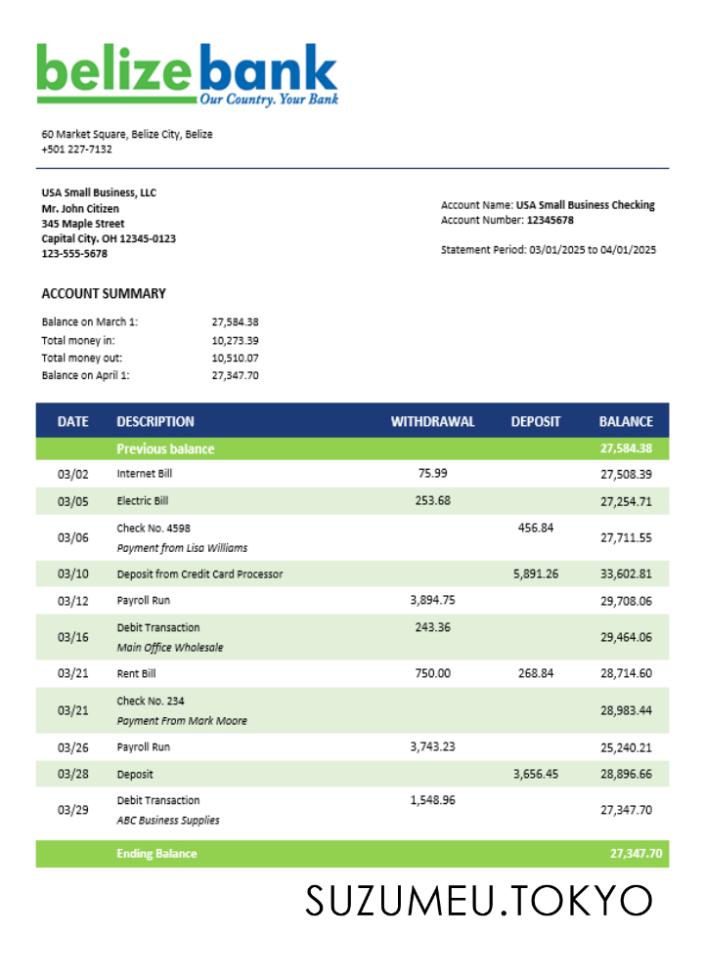 belizebank
Our Country. Your Bank
60 Market Square, Belize City, Belize
+501 227-7132
USA Small Business, LLC
Mr. John Citizen
345 Maple Street
Capital City. OH 12345-0123
123-555-5678
Account Name: USA Small Business Checking
Account Number: 12345678
Statement Period: 03/01/2025 to 04/01/2025
ACCOUNT SUMMARY
Balance on March 1: 27,584.38
Total money in: 10,273.39
Total money out: 10,510.07
Balance on April 1: 27,347.70
DATE DESCRIPTION WITHDRAWAL DEPOSIT BALANCE
Previous balance 27,584.38
03/02 Internet Bill 75.99 27,508.39
03/05 Electric Bill 253.68 27,254.71
03/06 Check No. 4598 456.84 27,711.55
Payment from Lisa Williams
03/10 Deposit from Credit Card Processor 5,891.26 33,602.81
03/12 Payroll Run 3,894.75 29,708.06
03/16 Debit Transaction 243.36 29,464.06
Main Office Wholesale
03/21 Rent Bill 750.00 268.84 28,714.60
03/21 Check No. 234 28,983.44
Payment From Mark Moore
03/26 Payroll Run 3,743.23 25,240.21
03/28 Deposit 3,656.45 28,896.66
03/29 Debit Transaction 1,548.96 27,347.70
ABC Business Supplies
Ending Balance 27,347.70
SUZUMEU.TOKYO